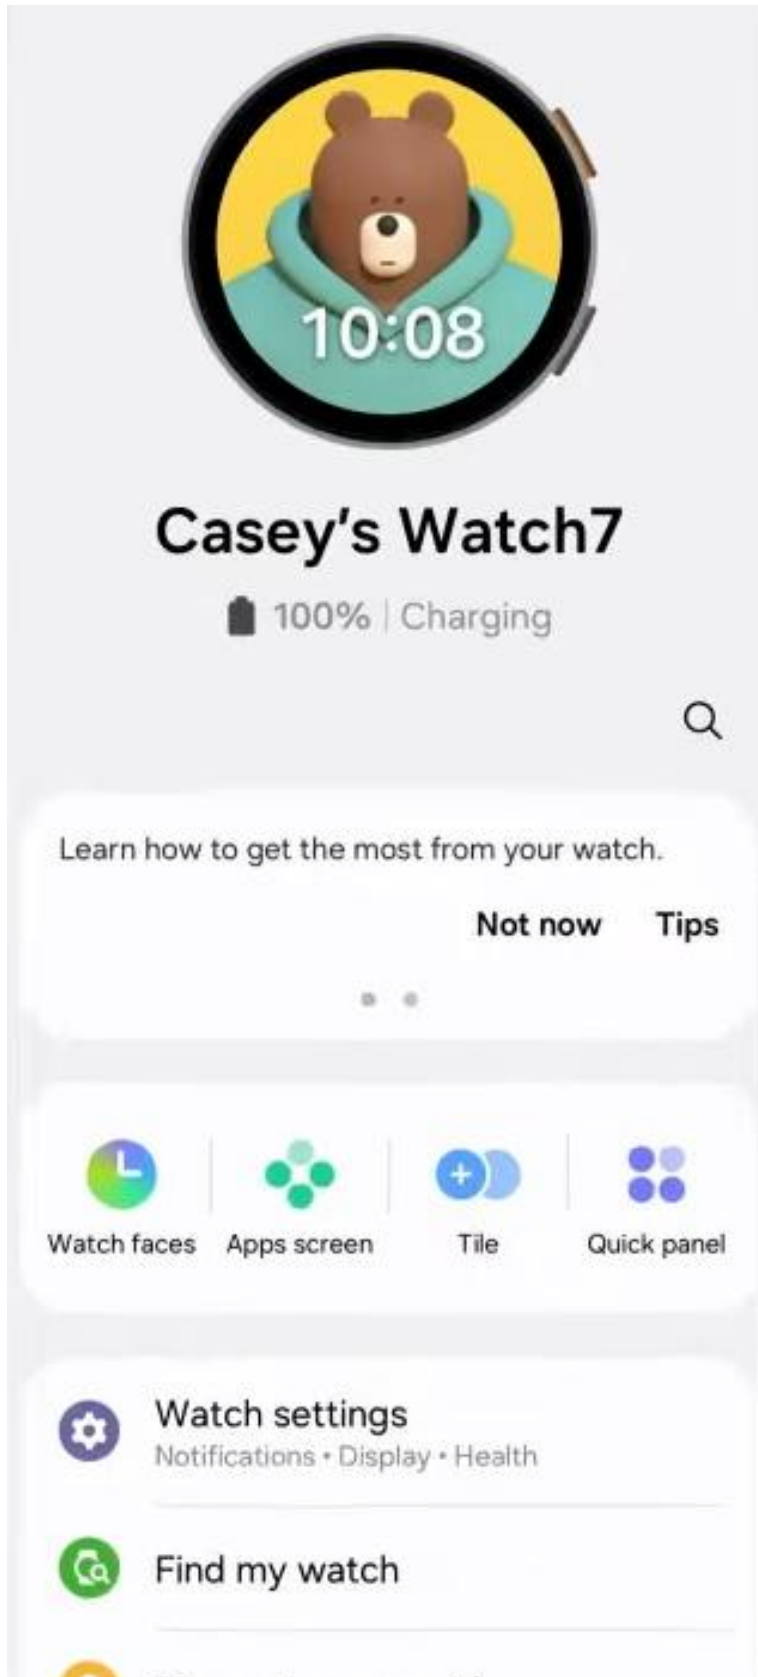 10:08
Casey's Watch7
100% | Charging
Learn how to get the most from your watch.
Not now Tips
Watch faces Apps screen Tile Quick panel
Watch settings
Notifications • Display • Health
Find my watch